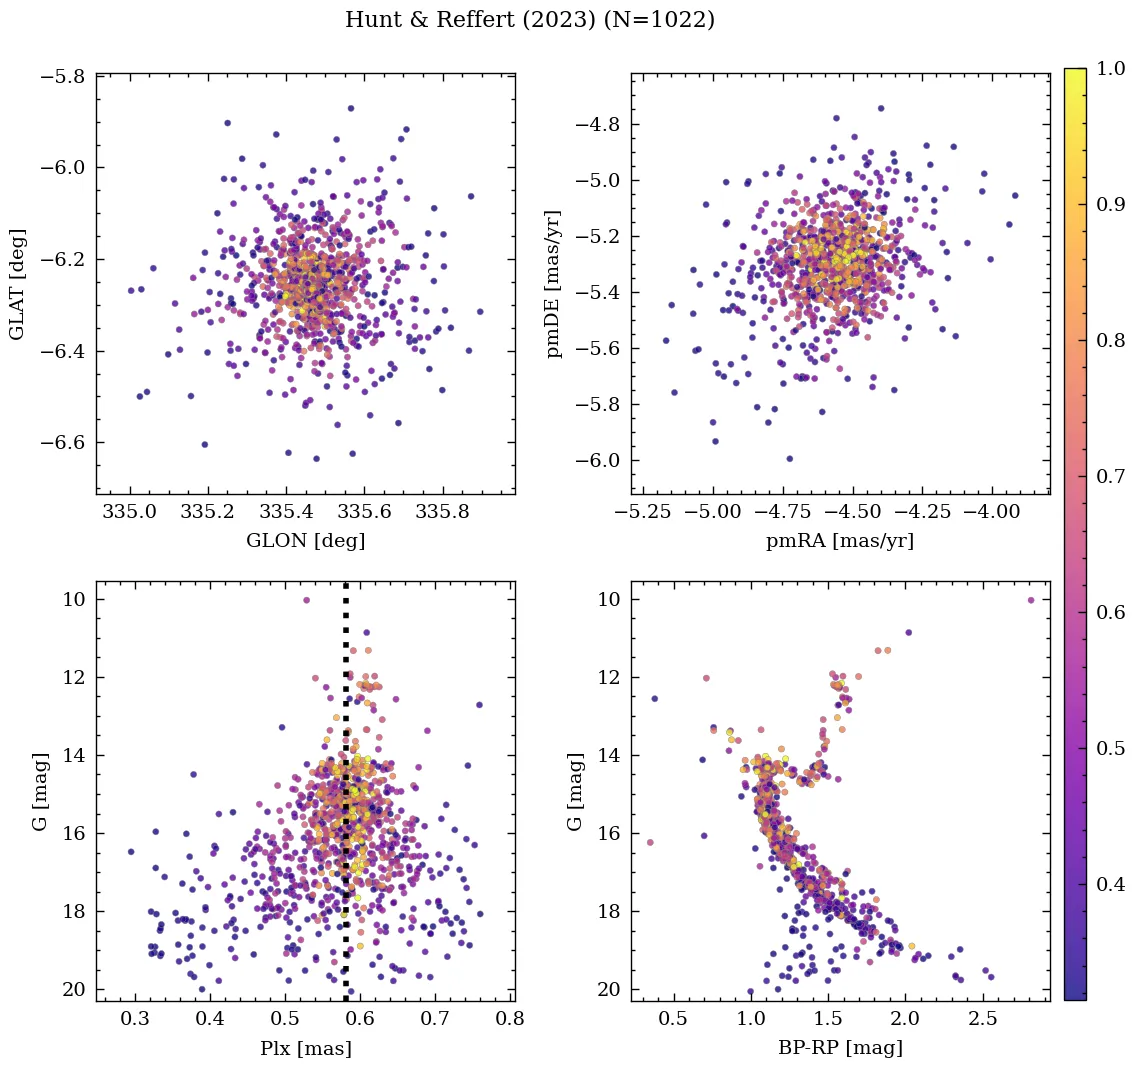 Hunt & Reffert (2023) (N=1022)
−5.8
−6.0
−6.2
−6.4
−6.6
GLAT [deg]
335.0 335.2 335.4 335.6 335.8
GLON [deg]
−4.8
−5.0
−5.2
−5.4
−5.6
−5.8
−6.0
pmDE [mas/yr]
−5.25 −5.00 −4.75 −4.50 −4.25 −4.00
pmRA [mas/yr]
1.0
0.9
0.8
0.7
0.6
0.5
0.4
10
12
14
16
18
20
G [mag]
0.3 0.4 0.5 0.6 0.7 0.8
Plx [mas]
10
12
14
16
18
20
G [mag]
0.5 1.0 1.5 2.0 2.5
BP-RP [mag]